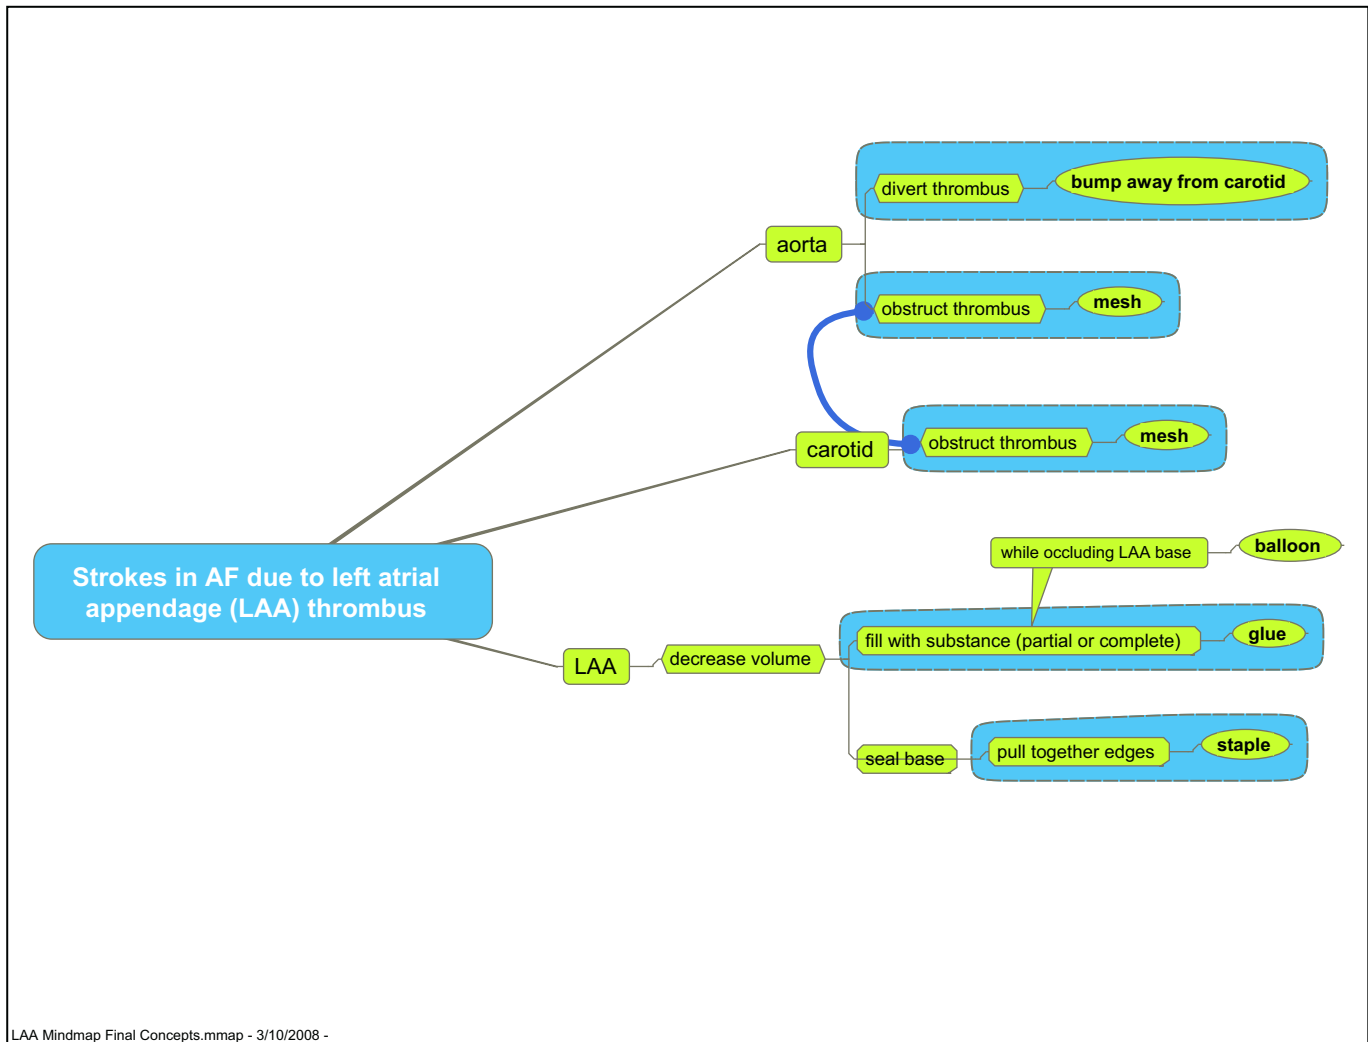 divert thrombus
bump away from carotid
aorta
obstruct thrombus
mesh
carotid
obstruct thrombus
mesh
Strokes in AF due to left atrial
appendage (LAA) thrombus
while occluding LAA base
balloon
LAA
decrease volume
fill with substance (partial or complete)
glue
seal base
pull together edges
staple
LAA Mindmap Final Concepts.mmap - 3/10/2008 -